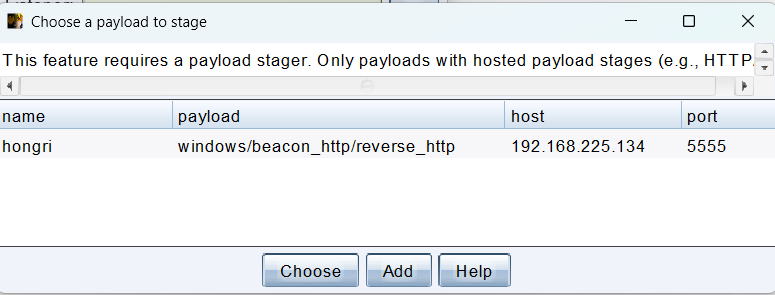 Choose a payload to stage
This feature requires a payload stager. Only payloads with hosted payload stages (e.g., HTTP
name payload host port
hongri windows/beacon_http/reverse_http 192.168.225.134 5555
Choose Add Help